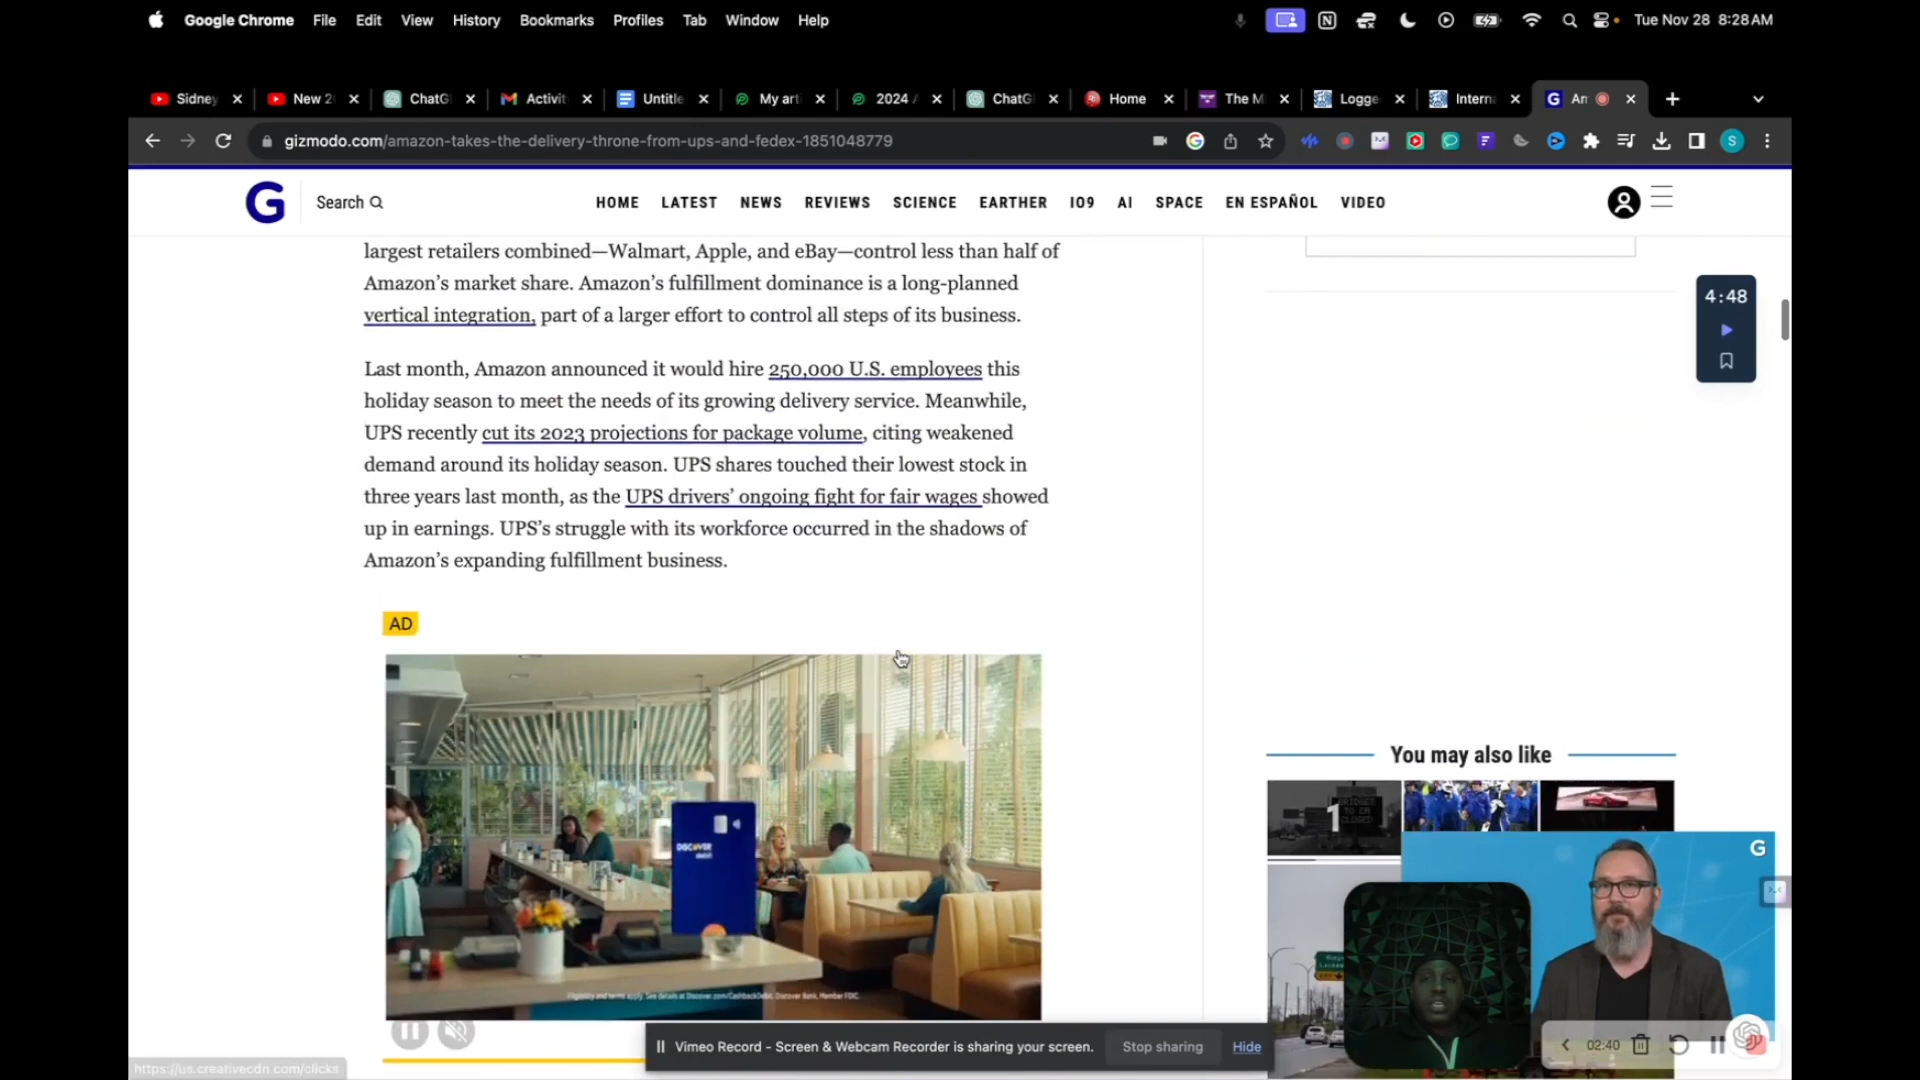 Google Chrome File Edit View History Bookmarks Profiles Tab Window Help Tue Nov 28 8:28 AM
Sidney New 2 ChatG Activit Untitle My arti 2024 ChatG Home The M Logge Intern An
gizmodo.com/amazon-takes-the-delivery-throne-from-ups-and-fedex-1851048779
G Search HOME LATEST NEWS REVIEWS SCIENCE EARTHER IO9 AI SPACE EN ESPAÑOL VIDEO
largest retailers combined—Walmart, Apple, and eBay—control less than half of
Amazon’s market share. Amazon’s fulfillment dominance is a long-planned
vertical integration, part of a larger effort to control all steps of its business.
4:48
Last month, Amazon announced it would hire 250,000 U.S. employees this
holiday season to meet the needs of its growing delivery service. Meanwhile,
UPS recently cut its 2023 projections for package volume, citing weakened
demand around its holiday season. UPS shares touched their lowest stock in
three years last month, as the UPS drivers’ ongoing fight for fair wages showed
up in earnings. UPS’s struggle with its workforce occurred in the shadows of
Amazon’s expanding fulfillment business.
AD
DISCOVER
debit
You may also like
G
Vimeo Record - Screen & Webcam Recorder is sharing your screen. Stop sharing Hide
02:40
https://us.creativecdn.com/clicks